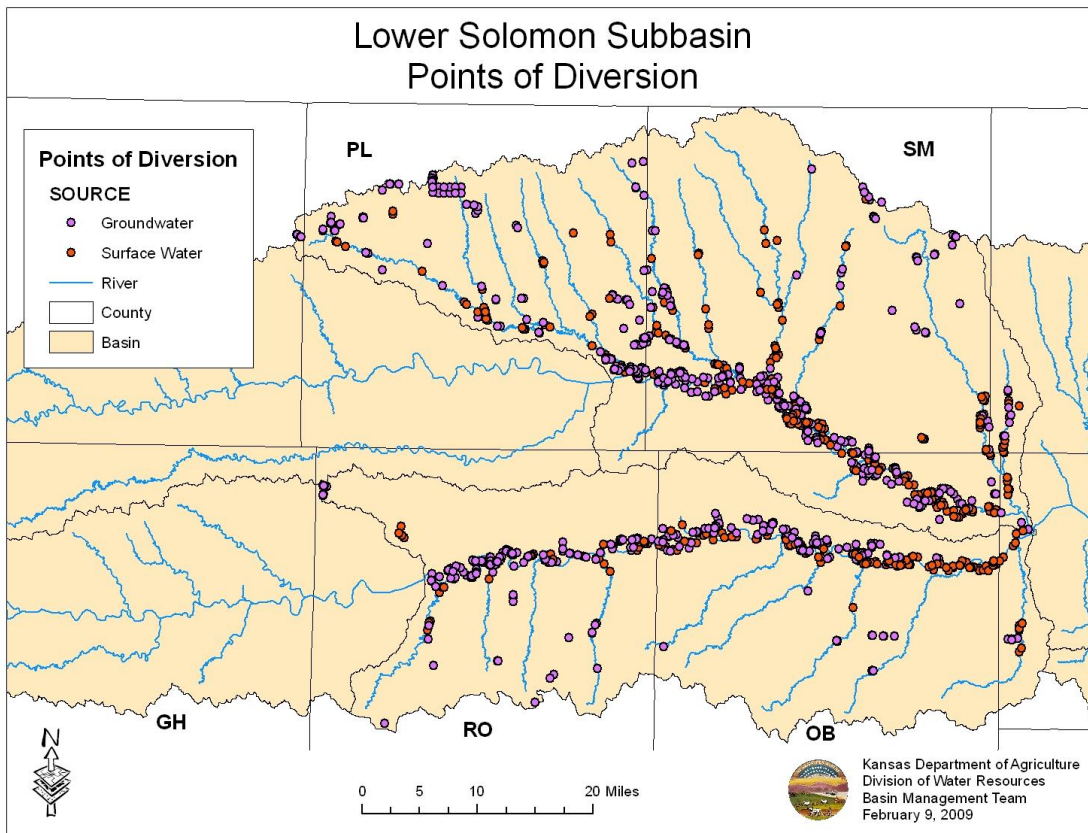 Lower Solomon Subbasin
Points of Diversion
PL
SM
Points of Diversion
SOURCE
Groundwater
Surface Water
River
County
Basin
GH
RO
OB
N
0 5 10 20 Miles
Kansas Department of Agriculture
Division of Water Resources
Basin Management Team
February 9, 2009